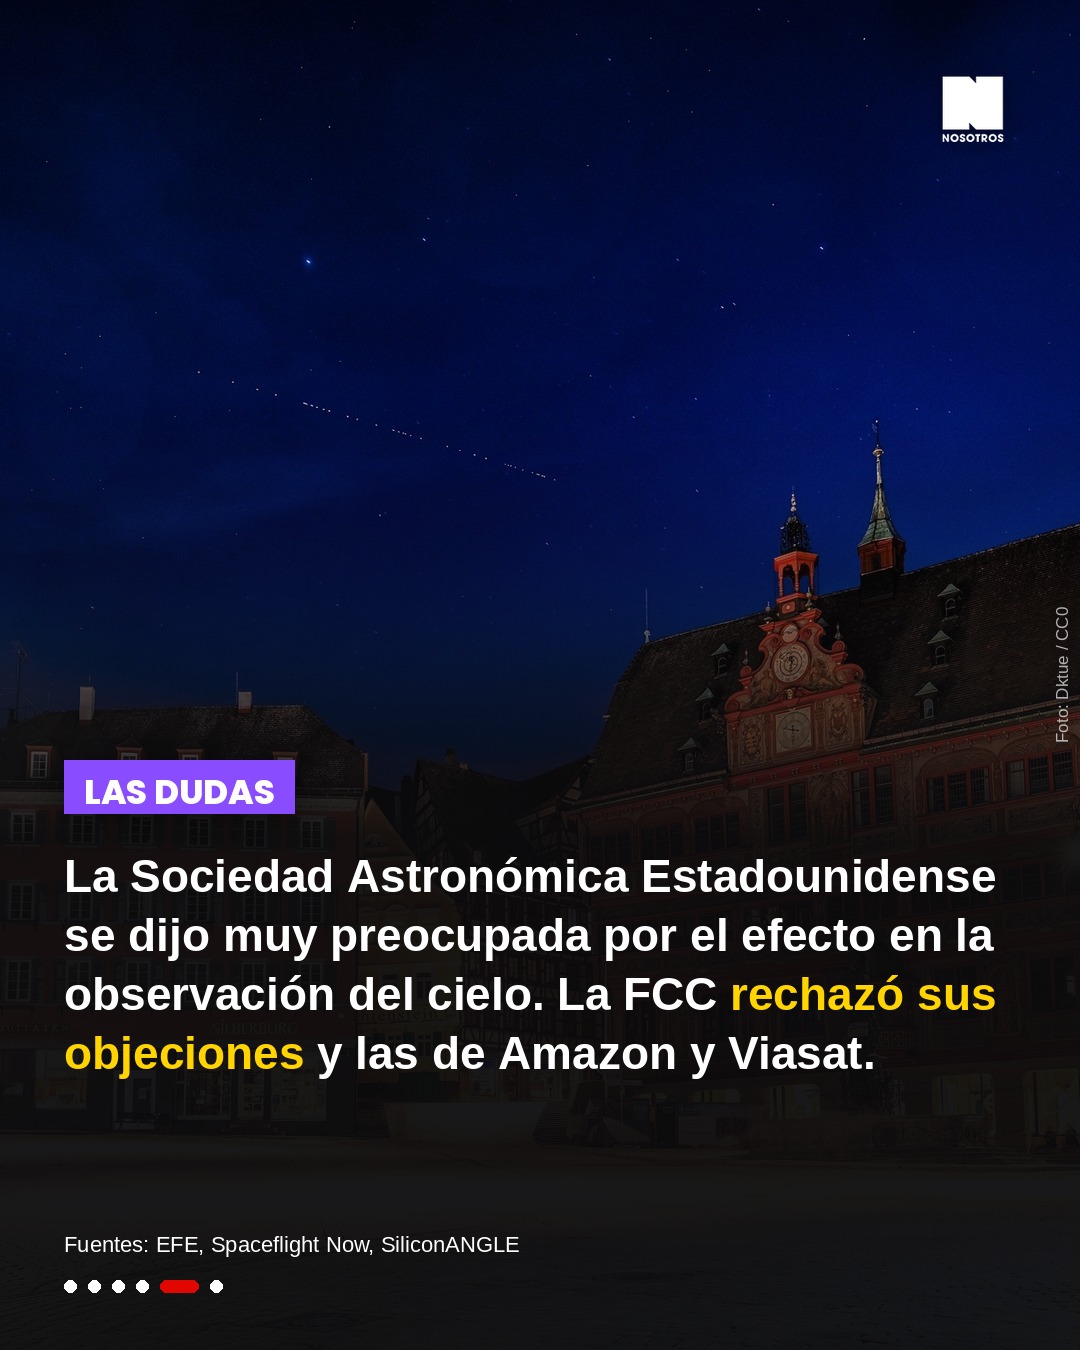 NOSOTROS
Foto: Dktue / CC0
LAS DUDAS
La Sociedad Astronómica Estadounidense
se dijo muy preocupada por el efecto en la
observación del cielo. La FCC rechazó sus
objeciones y las de Amazon y Viasat.
SILBERBURG
Fuentes: EFE, Spaceflight Now, SiliconANGLE